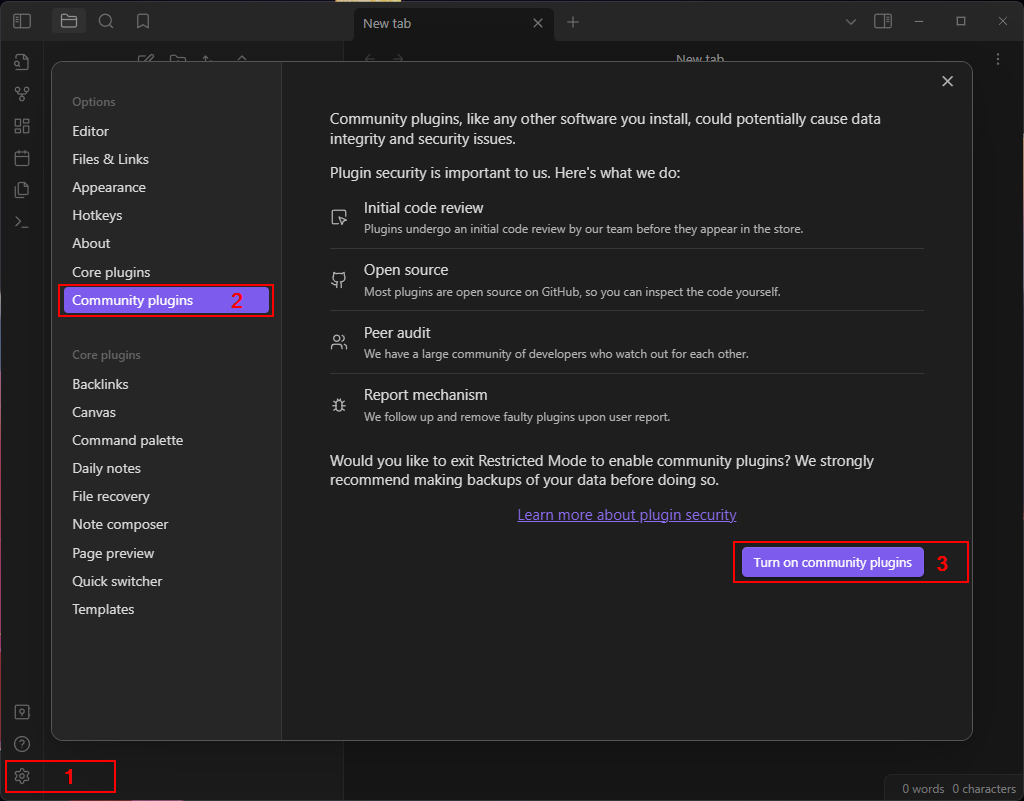 New tab
New tab
Options
Editor
Files & Links
Appearance
Hotkeys
About
Core plugins
Community plugins 2
Core plugins
Backlinks
Canvas
Command palette
Daily notes
File recovery
Note composer
Page preview
Quick switcher
Templates
1
Community plugins, like any other software you install, could potentially cause data
integrity and security issues.
Plugin security is important to us. Here's what we do:
Initial code review
Plugins undergo an initial code review by our team before they appear in the store.
Open source
Most plugins are open source on GitHub, so you can inspect the code yourself.
Peer audit
We have a large community of developers who watch out for each other.
Report mechanism
We follow up and remove faulty plugins upon user report.
Would you like to exit Restricted Mode to enable community plugins? We strongly
recommend making backups of your data before doing so.
Learn more about plugin security
Turn on community plugins 3
0 words 0 characters